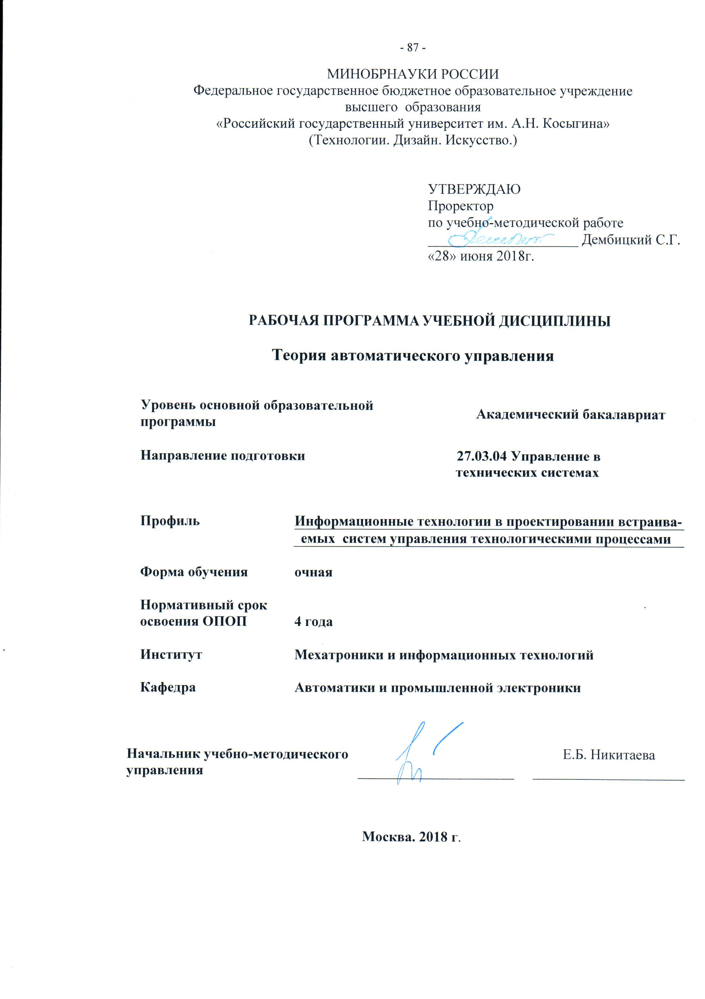 - 87 -
МИНОБРНАУКИ РОССИИ
Федеральное государственное бюджетное образовательное учреждение
высшего образования
«Российский государственный университет им. А.Н. Косыгина»
(Технологии. Дизайн. Искусство.)
УТВЕРЖДАЮ
Проректор
по учебно-методической работе
Дембицкий С.Г.
«28» июня 2018г.
РАБОЧАЯ ПРОГРАММА УЧЕБНОЙ ДИСЦИПЛИНЫ
Теория автоматического управления
Уровень основной образовательной
программы
Академический бакалавриат
Направление подготовки
27.03.04 Управление в
технических системах
Профиль
Информационные технологии в проектировании встраива-
емых систем управления технологическими процессами
Форма обучения
очная
Нормативный срок
освоения ОПОП
4 года
Институт
Мехатроники и информационных технологий
Кафедра
Автоматики и промышленной электроники
Начальник учебно-методического
управления
Е.Б. Никитаева
Москва. 2018 г.